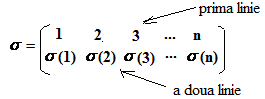 prima linie
σ = ( 1 2 3 ... n
σ(1) σ(2) σ(3) ... σ(n) )
a doua linie